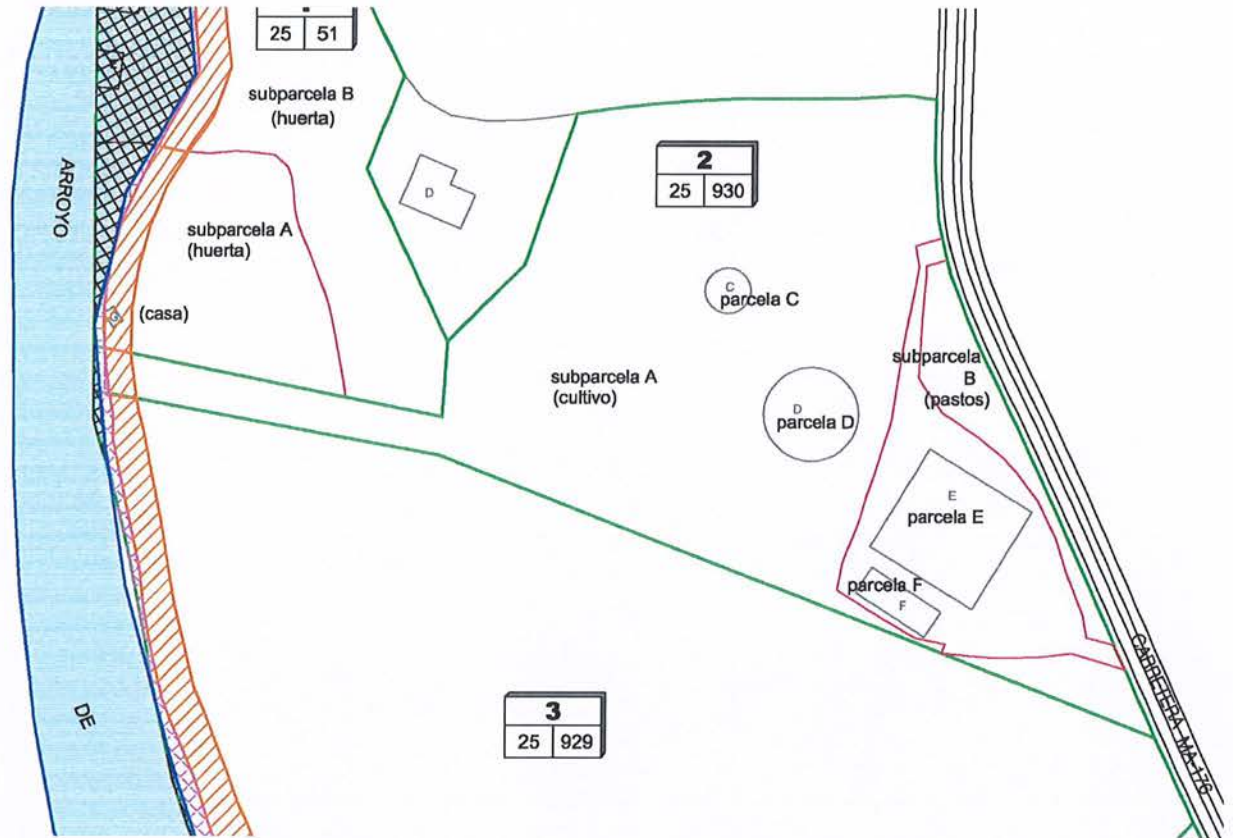 25 51
subparcela B
(huerta)
2
25 930
ARROYO
D
subparcela A
(huerta)
C
parcela C
(casa)
subparcela
B
(pastos)
subparcela A
(cultivo)
D
parcela D
E
parcela E
parcela F
F
CARRETERA MA-176
3
25 929
DE